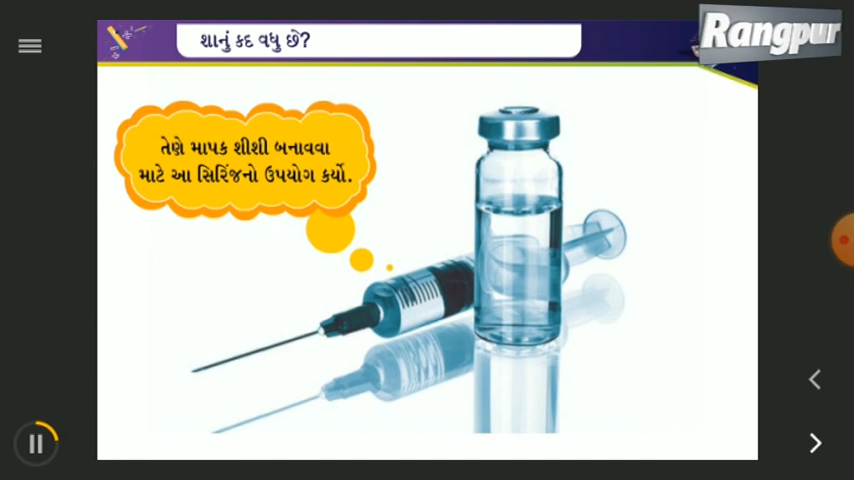 શાનું કદ વધુ છે?
Rangpur
તેણે માપક શીશી બનાવવા
માટે આ સિરિંજનો ઉપયોગ કર્યો.